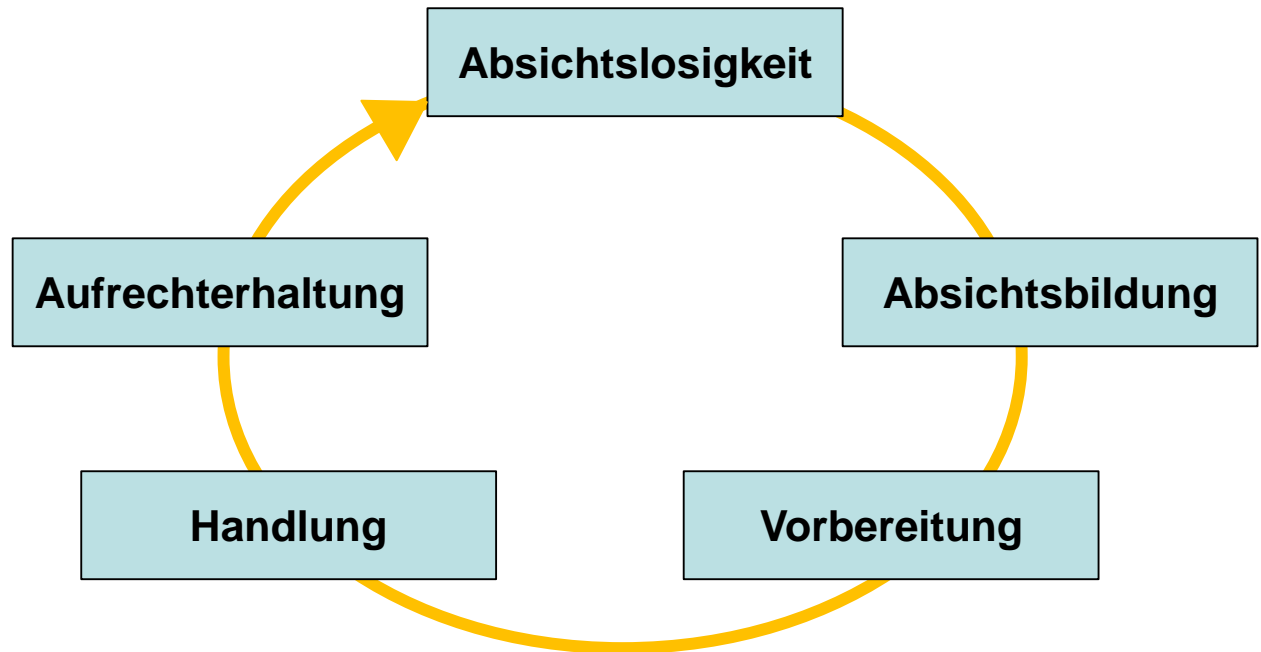 Absichtslosigkeit
Absichtsbildung
Vorbereitung
Handlung
Aufrechterhaltung